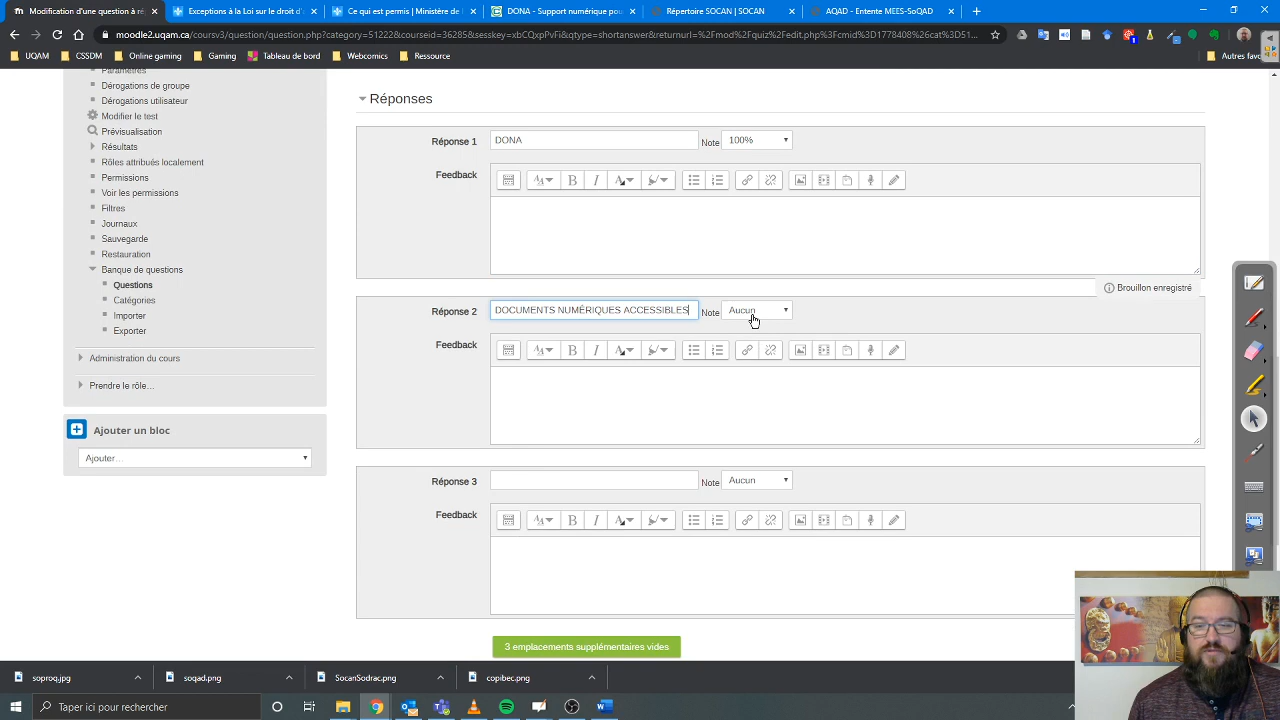 Modification d'une question à rép
Exceptions à la Loi sur le droit d'
Ce qui est permis | Ministère de
DONA - Support numérique pour
Répertoire SOCAN | SOCAN
AQAD - Entente MEES-SoQAD
moodle2.uqam.ca/coursv3/question/question.php?category=51222&courseid=36285&sesskey=xbCQxpPvFi&qtype=shortanswer&returnurl=%2Fmod%2Fquiz%2Fedit.php%3Fcmid%3D1778408%26cat%3D51...
UQAM
CSSDM
Online gaming
Gaming
Tableau de bord
Webcomics
Ressource
Autres favo
Paramètres
Dérogations de groupe
Dérogations utilisateur
Modifier le test
Prévisualisation
Résultats
Rôles attribués localement
Permissions
Voir les permissions
Filtres
Journaux
Sauvegarde
Restauration
Banque de questions
Questions
Catégories
Importer
Exporter
Administration du cours
Prendre le rôle...
Ajouter un bloc
Ajouter...
Réponses
Réponse 1 DONA Note 100%
Feedback
Brouillon enregistré
Réponse 2 DOCUMENTS NUMÉRIQUES ACCESSIBLES Note Aucun
Feedback
Réponse 3 Note Aucun
Feedback
3 emplacements supplémentaires vides
soproq.jpg
soqad.png
SocanSodrac.png
copibec.png
Taper ici pour rechercher